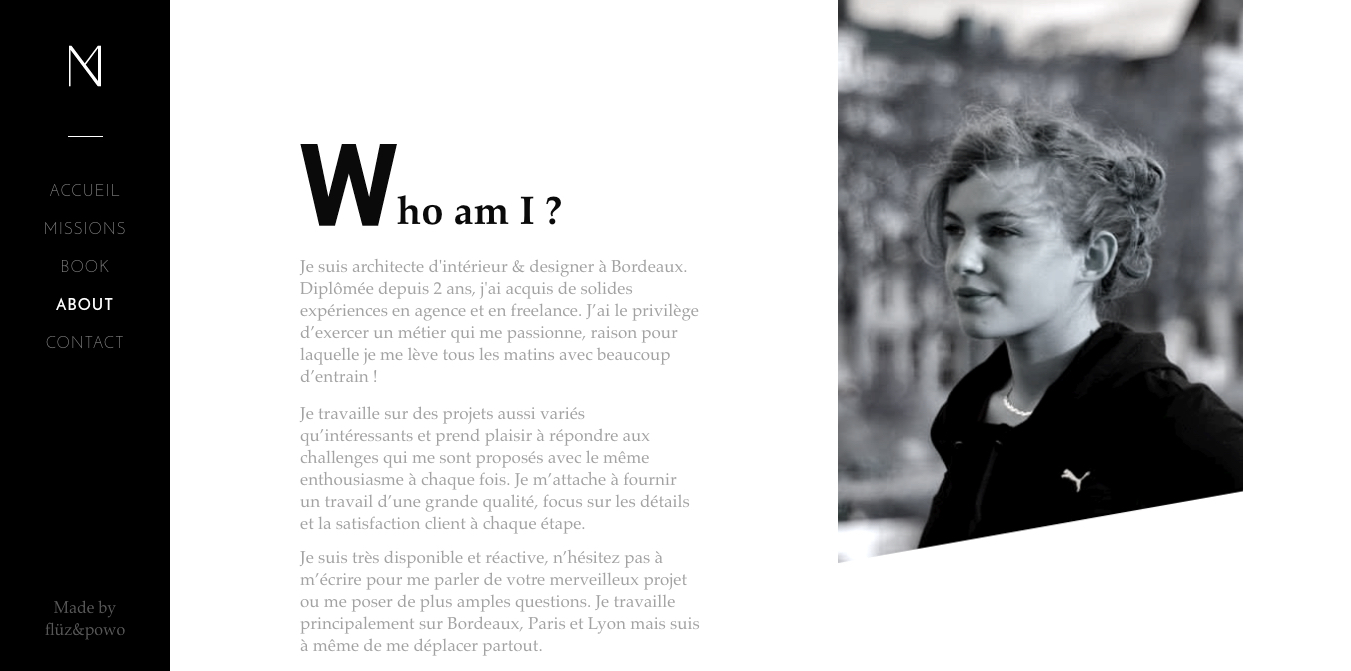 ACCUEIL
MISSIONS
BOOK
ABOUT
CONTACT
Made by
flüz&powo
Who am I ?
Je suis architecte d'intérieur & designer à Bordeaux.
Diplômée depuis 2 ans, j'ai acquis de solides
expériences en agence et en freelance. J’ai le privilège
d’exercer un métier qui me passionne, raison pour
laquelle je me lève tous les matins avec beaucoup
d’entrain !
Je travaille sur des projets aussi variés
qu’intéressants et prend plaisir à répondre aux
challenges qui me sont proposés avec le même
enthousiasme à chaque fois. Je m’attache à fournir
un travail d’une grande qualité, focus sur les détails
et la satisfaction client à chaque étape.
Je suis très disponible et réactive, n’hésitez pas à
m’écrire pour me parler de votre merveilleux projet
ou me poser de plus amples questions. Je travaille
principalement sur Bordeaux, Paris et Lyon mais suis
à même de me déplacer partout.